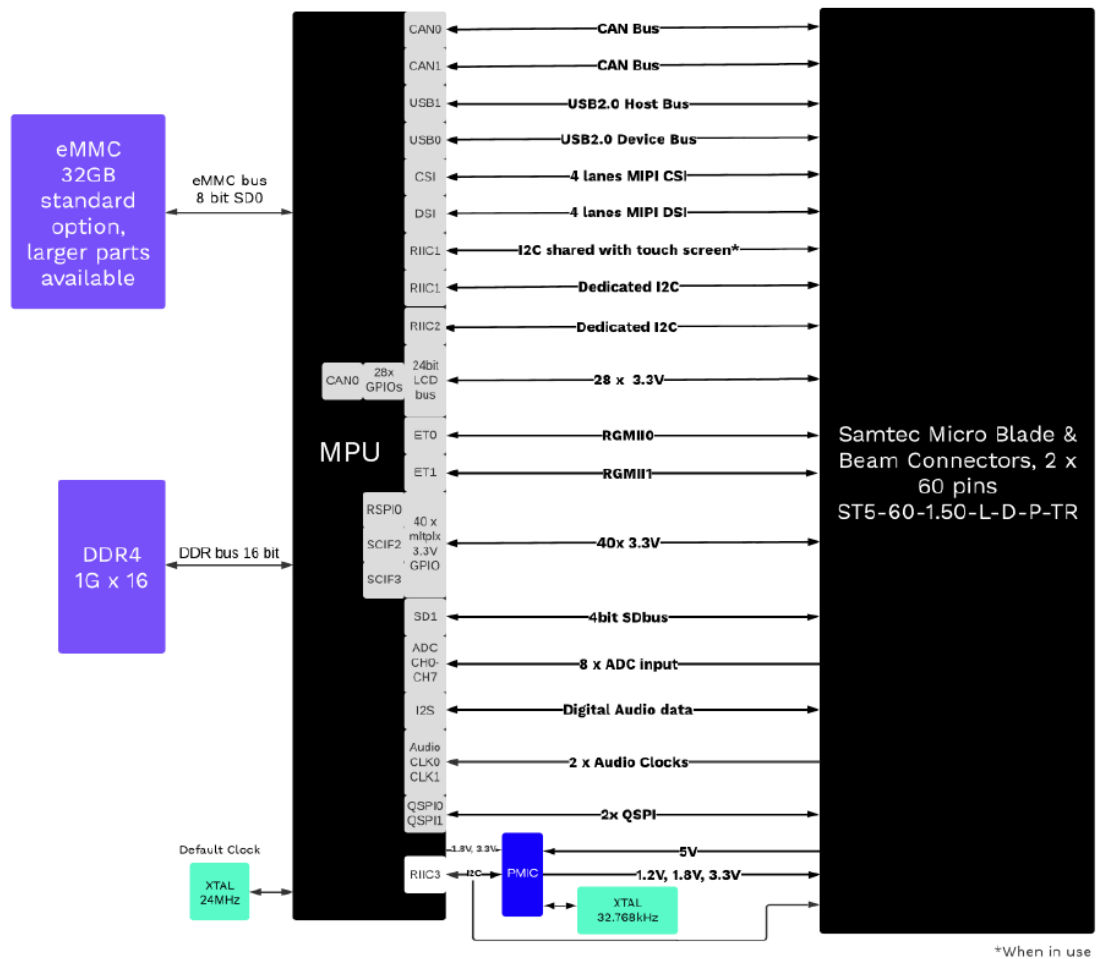 CAN0
CAN Bus
CAN1
CAN Bus
USB1
USB2.0 Host Bus
USB0
USB2.0 Device Bus
CSI
4 lanes MIPI CSI
DSI
4 lanes MIPI DSI
RIIC1
I2C shared with touch screen*
RIIC1
Dedicated I2C
RIIC2
Dedicated I2C
eMMC
32GB
standard
option,
larger parts
available
eMMC bus
8 bit SD0
CAN0
28x
GPIOs
24bit
LCD
bus
28 x 3.3V
MPU
ET0
RGMII0
ET1
RGMII1
Samtec Micro Blade &
Beam Connectors, 2 x
60 pins
ST5-60-1.50-L-D-P-TR
RSPI0
SCIF2
SCIF3
40 x
mltplx
3.3V
GPIO
40x 3.3V
DDR4
1G x 16
DDR bus 16 bit
SD1
4bit SDbus
ADC
CH0-
CH7
8 x ADC input
I2S
Digital Audio data
Audio
CLK0
CLK1
2 x Audio Clocks
QSPI0
QSPI1
2x QSPI
Default Clock
XTAL
24MHz
1.8V, 3.3V
RIIC3
I2C
PMIC
5V
1.2V, 1.8V, 3.3V
XTAL
32.768kHz
*When in use